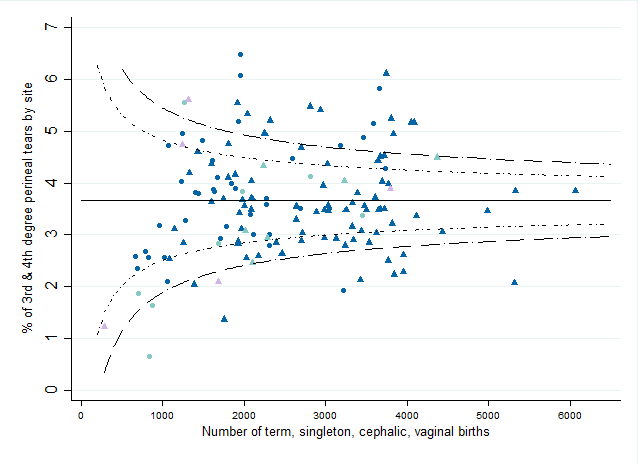 % of 3rd & 4th degree perineal tears by site
7
6
5
4
3
2
1
0
0 1000 2000 3000 4000 5000 6000
Number of term, singleton, cephalic, vaginal births